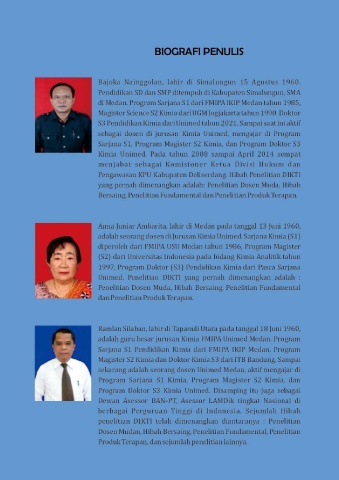 BIOGRAFI PENULIS
Bajoka Nainggolan, lahir di Simalungun 15 Agustus 1960.
Pendidikan SD dan SMP ditempuh di Kabupaten Simalungun, SMA
di Medan. Program Sarjana S1 dari FMIPA IKIP Medan tahun 1985,
Magister Science S2 Kimia dari UGM Jogjakarta tahun 1990. Doktor
S3 Pendidikan Kimia dari Unimed tahun 2021. Sampai saat ini aktif
sebagai dosen di jurusan Kimia Unimed, mengajar di Program
Sarjana S1, Program Magister S2 Kimia, dan Program Doktor S3
Kimia Unimed. Pada tahun 2008 sampai April 2014 sempat
menjabat sebagai Komisioner Ketua Divisi Hukum dan
Pengawasan KPU Kabupaten Deliserdang. Hibah Penelitian DIKTI
yang pernah dimenangkan adalah: Penelitian Dosen Muda, Hibah
Bersaing, Penelitian Fundamental dan Penelitian Produk Terapan.
Anna Juniar Ambarita, lahir di Medan pada tanggal 13 Juni 1960,
adalah seorang dosen di Jurusan Kimia Unimed. Sarjana Kimia (S1)
diperoleh dari FMIPA USU Medan tahun 1986, Program Magister
(S2) dari Universitas Indonesia pada bidang Kimia Analitik tahun
1997, Program Doktor (S3) Pendidikan Kimia dari Pasca Sarjana
Unimed. Penelitian DIKTI yang pernah dimenangkan adalah :
Penelitian Dosen Muda, Hibah Bersaing, Penelitian Fundamental
dan Penelitian Produk Terapan.
Ramlan Silaban, lahir di Tapanuli Utara pada tanggal 18 Juni 1960,
adalah guru besar jurusan Kimia FMIPA Unimed Medan. Program
Sarjana S1 Pendidikan Kimia dari FMIPA IKIP Medan, Program
Magister S2 Kimia dan Doktor Kimia S3 dari ITB Bandung. Sampai
sekarang adalah seorang dosen Unimed Medan, aktif mengajar di
Program Sarjana S1 Kimia, Program Magister S2 Kimia, dan
Program Doktor S3 Kimia Unimed. Disamping itu juga sebagai
Dewan Assessor BAN-PT, Asesor LAMDik tingkat Nasional di
berbagai Perguruan Tinggi di Indonesia. Sejumlah Hibah
penelitian DIKTI telah dimenangkan diantaranya : Penelitian
Dosen Mudan, Hibah Bersaing, Penelitian Fundamental, Penelitian
Produk Terapan, dan sejumlah penelitian lainnya.